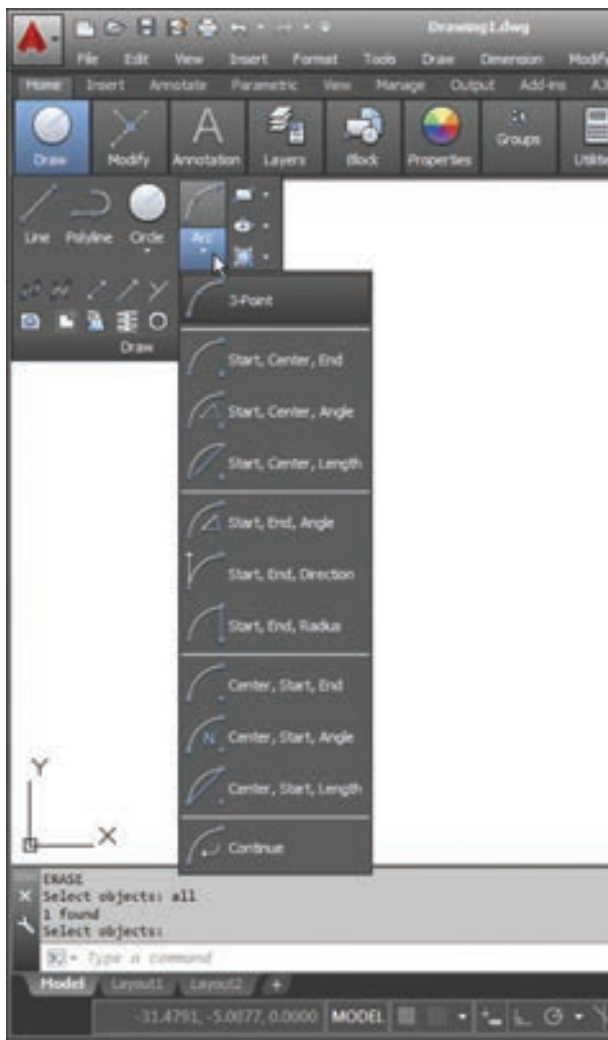 Drawing1.dwg
File Edit View Insert Format Tools Draw Dimension Modify
Home Insert Annotate Parametric View Manage Output Add-ins
Draw Modify Annotation Layers Block Properties Groups
Line Polyline Circle Arc
Draw
3-Point
Start, Center, End
Start, Center, Angle
Start, Center, Length
Start, End, Angle
Start, End, Direction
Start, End, Radius
Center, Start, End
Center, Start, Angle
Center, Start, Length
Continue
Y
X
ERASE
Select objects: all
1 found
Select objects:
Type a command
Model Layout1 Layout2 +
-31.4791, -5.0077, 0.0000 MODEL